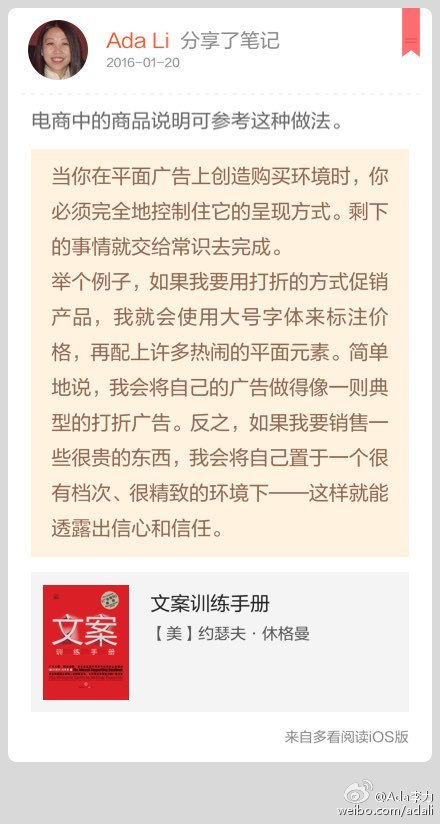 Ada Li 分享了笔记
2016-01-20
电商中的商品说明可参考这种做法。
当你在平面广告上创造购买环境时，你
必须完全地控制住它的呈现方式。剩下
的事情就交给常识去完成。
举个例子，如果我要用打折的方式促销
产品，我就会使用大号字体来标注价
格，再配上许多热闹的平面元素。简单
地说，我会将自己的广告做得像一则典
型的打折广告。反之，如果我要销售一
些很贵的东西，我会将自己置于一个很
有档次、很精致的环境下——这样就能
透露出信心和信任。
文案
训练手册
文案训练手册
【美】约瑟夫·休格曼
来自多看阅读iOS版
@Ada李力
weibo.com/adali